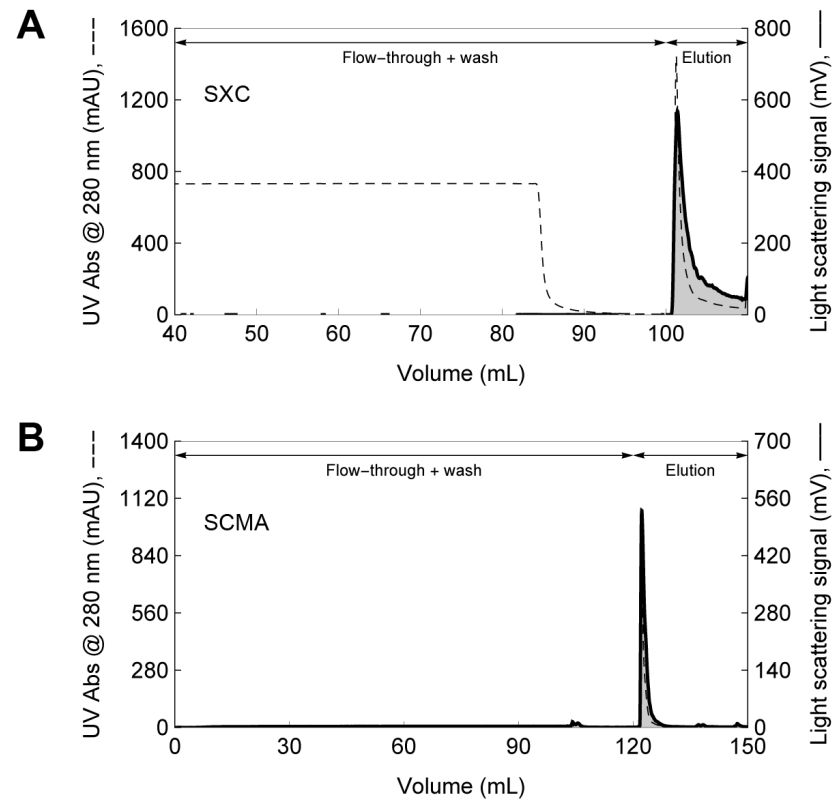 A
UV Abs @ 280 nm (mAU), ---
1600
1200
800
400
0
Flow-through + wash
Elution
SXC
800
600
400
200
0
Light scattering signal (mV), —
40 50 60 70 80 90 100
Volume (mL)
B
UV Abs @ 280 nm (mAU), ---
1400
1120
840
560
280
0
Flow-through + wash
Elution
SCMA
700
560
420
280
140
0
Light scattering signal (mV), —
0 30 60 90 120 150
Volume (mL)